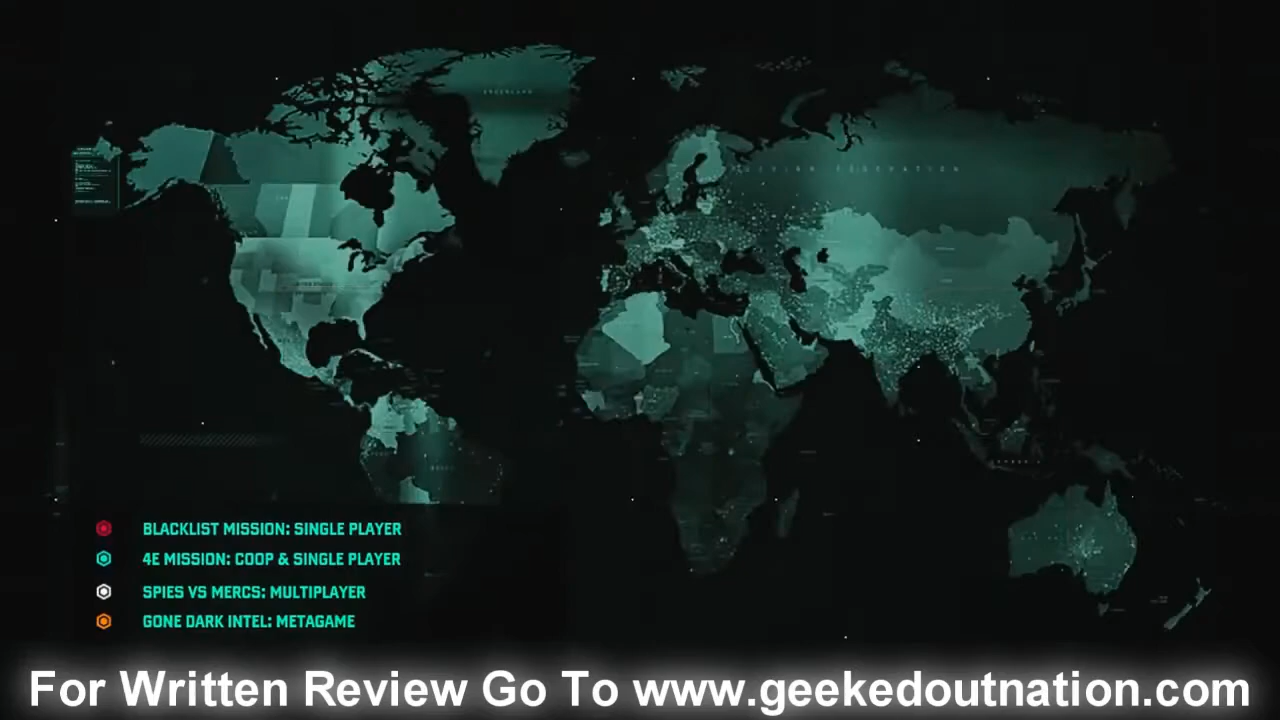 BLACKLIST MISSION: SINGLE PLAYER
4E MISSION: COOP & SINGLE PLAYER
SPIES VS MERCS: MULTIPLAYER
GONE DARK INTEL: METAGAME
For Written Review Go To www.geekedoutnation.com